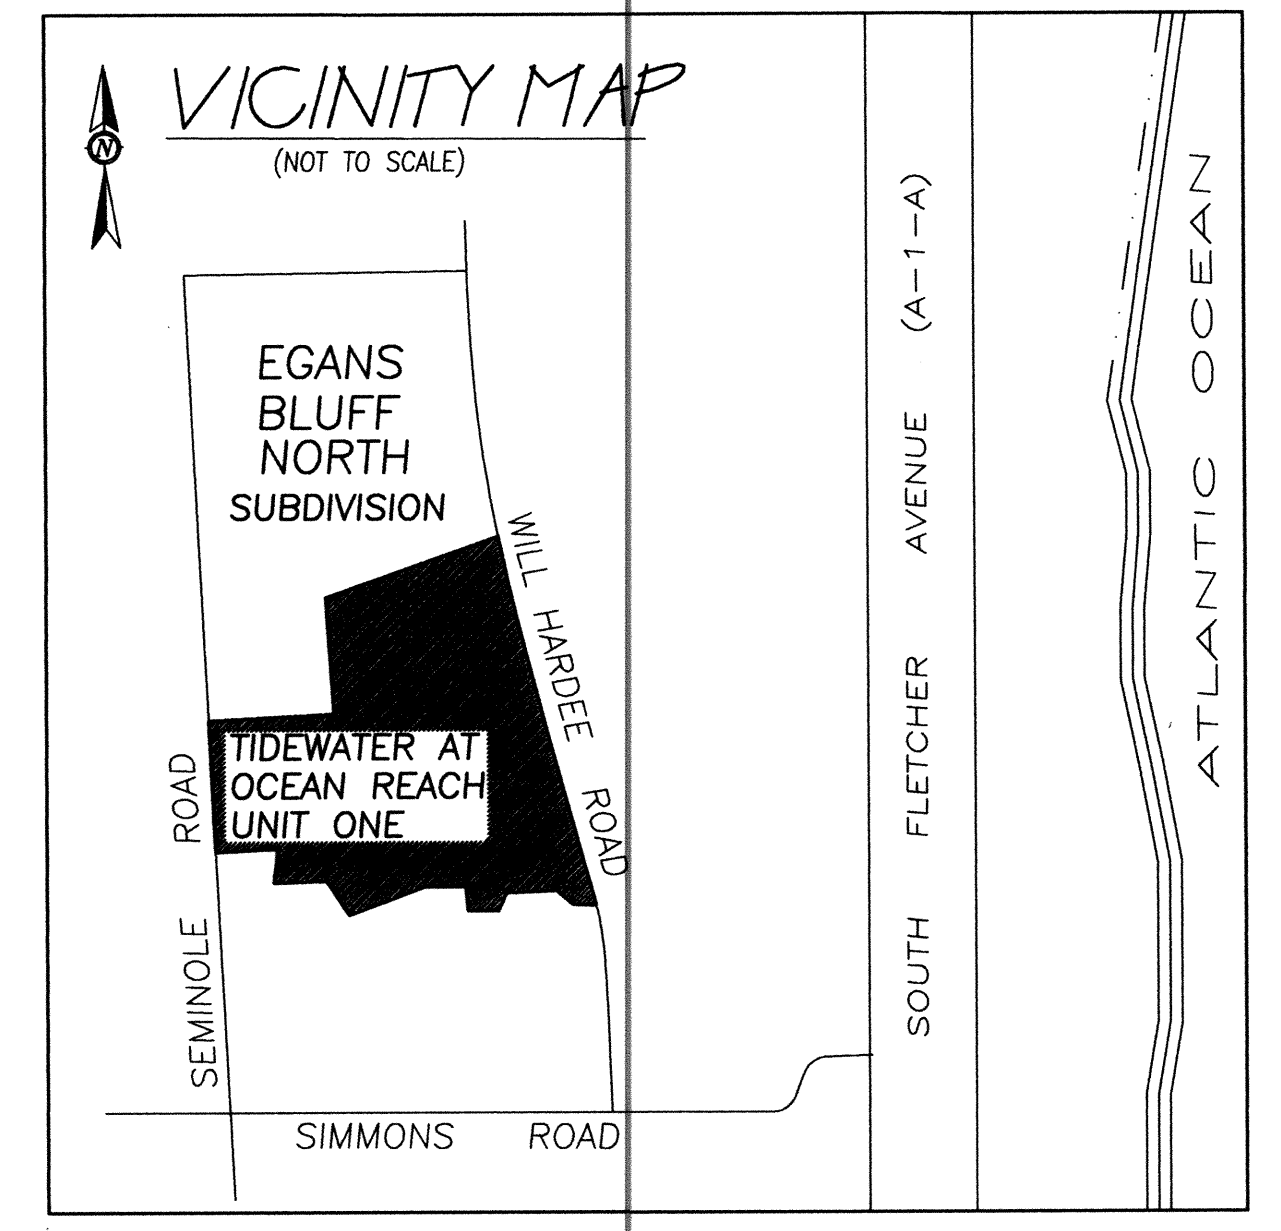 VICINITY MAP
(NOT TO SCALE)
N
EGANS
BLUFF
NORTH
SUBDIVISION
WILL HARDEE ROAD
TIDEWATER AT
OCEAN REACH
UNIT ONE
SEMINOLE ROAD
SIMMONS ROAD
SOUTH FLETCHER AVENUE (A-1-A)
ATLANTIC OCEAN